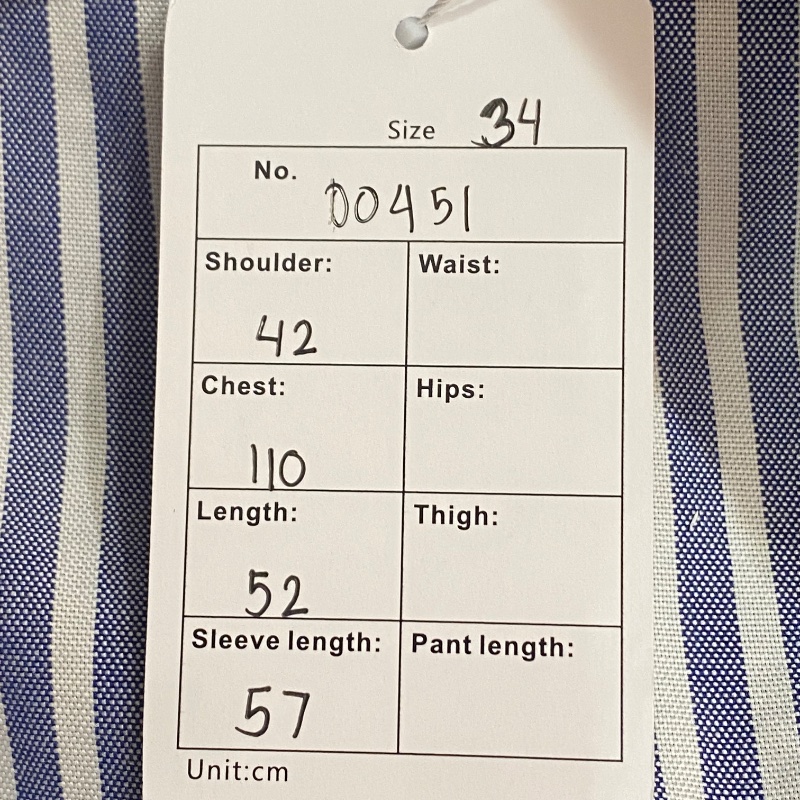 Size 34
No. 00451
Shoulder: Waist:
42
Chest: Hips:
110
Length: Thigh:
52
Sleeve length: Pant length:
57
Unit:cm